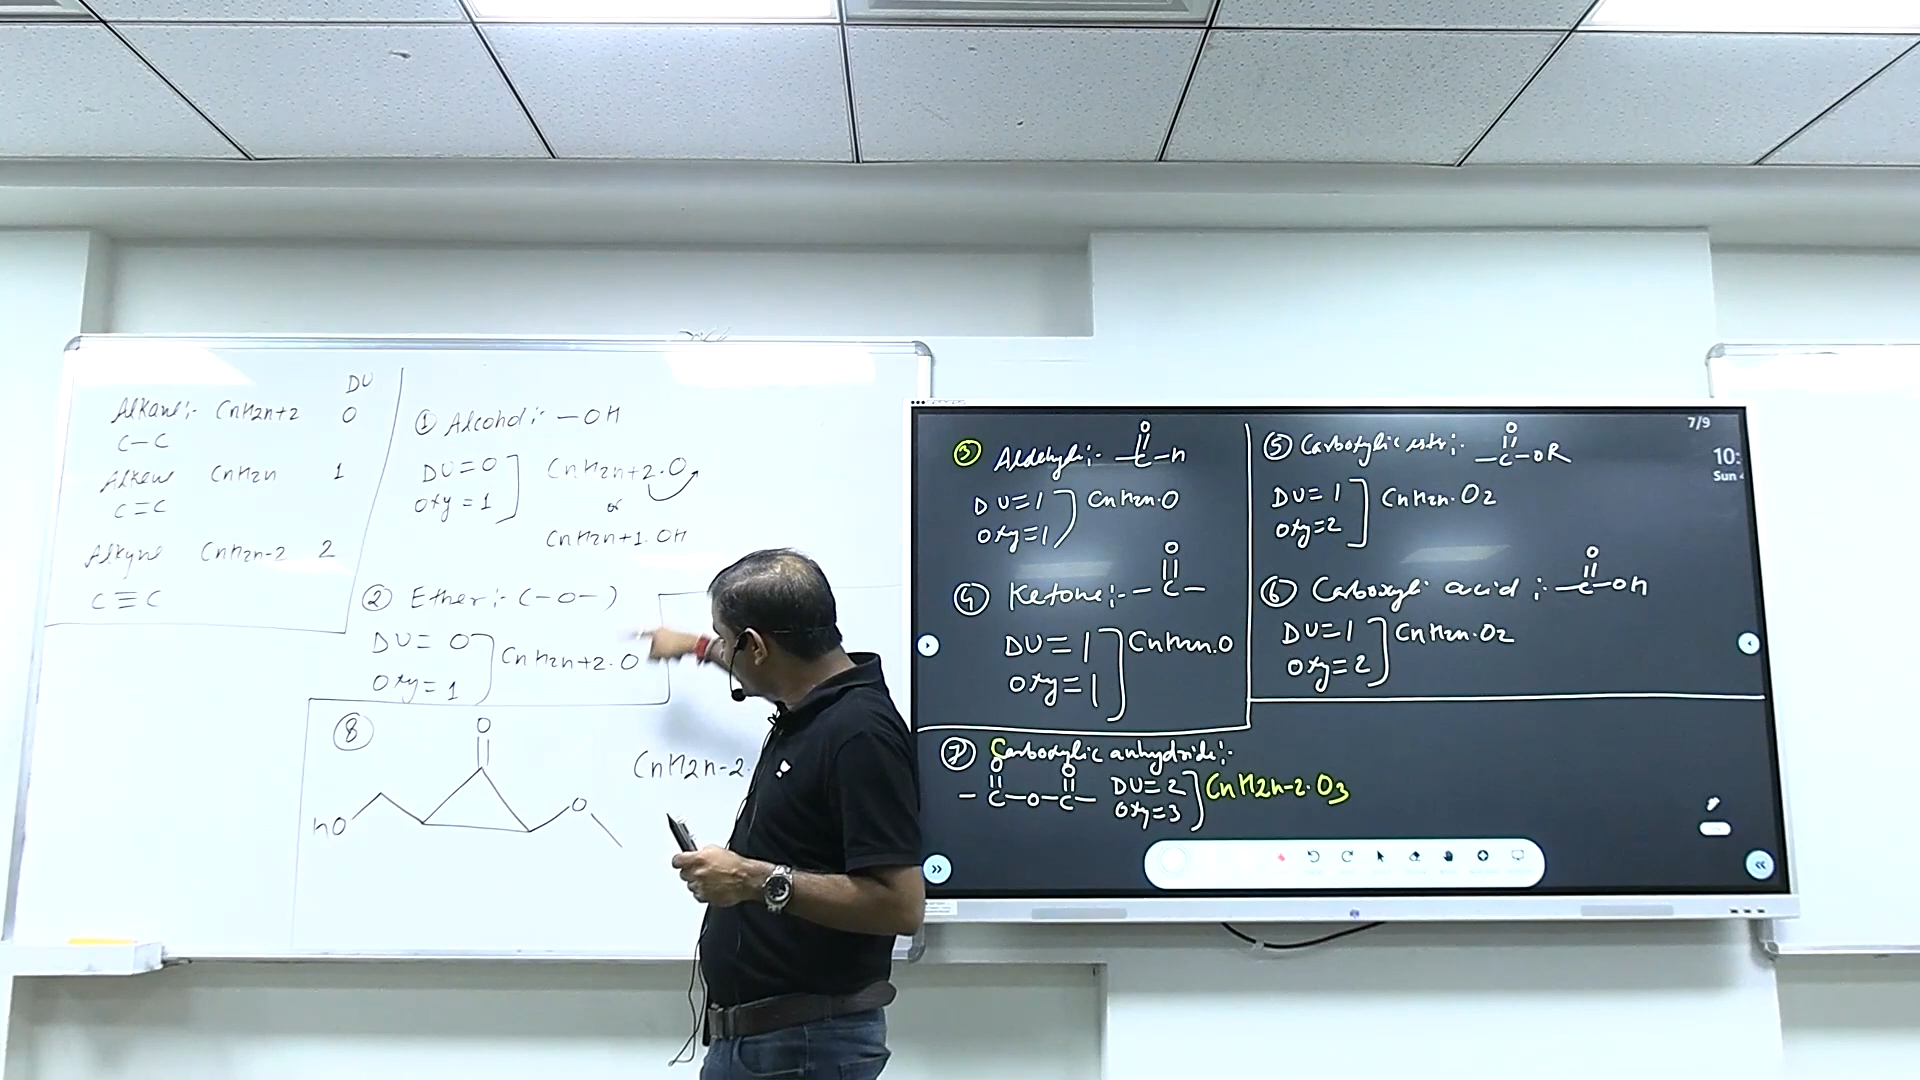 DU
Alkane:- CnH2n+2 0
C-C
Alkene CnH2n 1
C=C
Alkyne CnH2n-2 2
C≡C
① Alcohol:- -OH
DU=0
Oxy=1
CnH2n+2.O
or
CnH2n+1.OH
② Ether:- (-O-)
DU= 0
Oxy=1
CnH2n+2.O
⑧
O
HO
O
CnH2n-2.
7/9
10:
Sun
③ Aldehyde:- -C-H
O
DU=1
Oxy=1
CnH2n.O
④ Ketone:- -C-
O
DU=1
Oxy=1
CnH2n.O
⑤ Carboxylic ester:- -C-OR
O
DU=1
Oxy=2
CnH2n.O2
⑥ Carboxyli acid:- -C-OH
O
DU=1
Oxy=2
CnH2n.O2
⑦ Carboxylic anhydride:-
O O
-C-O-C-
DU=2
Oxy=3
CnH2n-2.O3